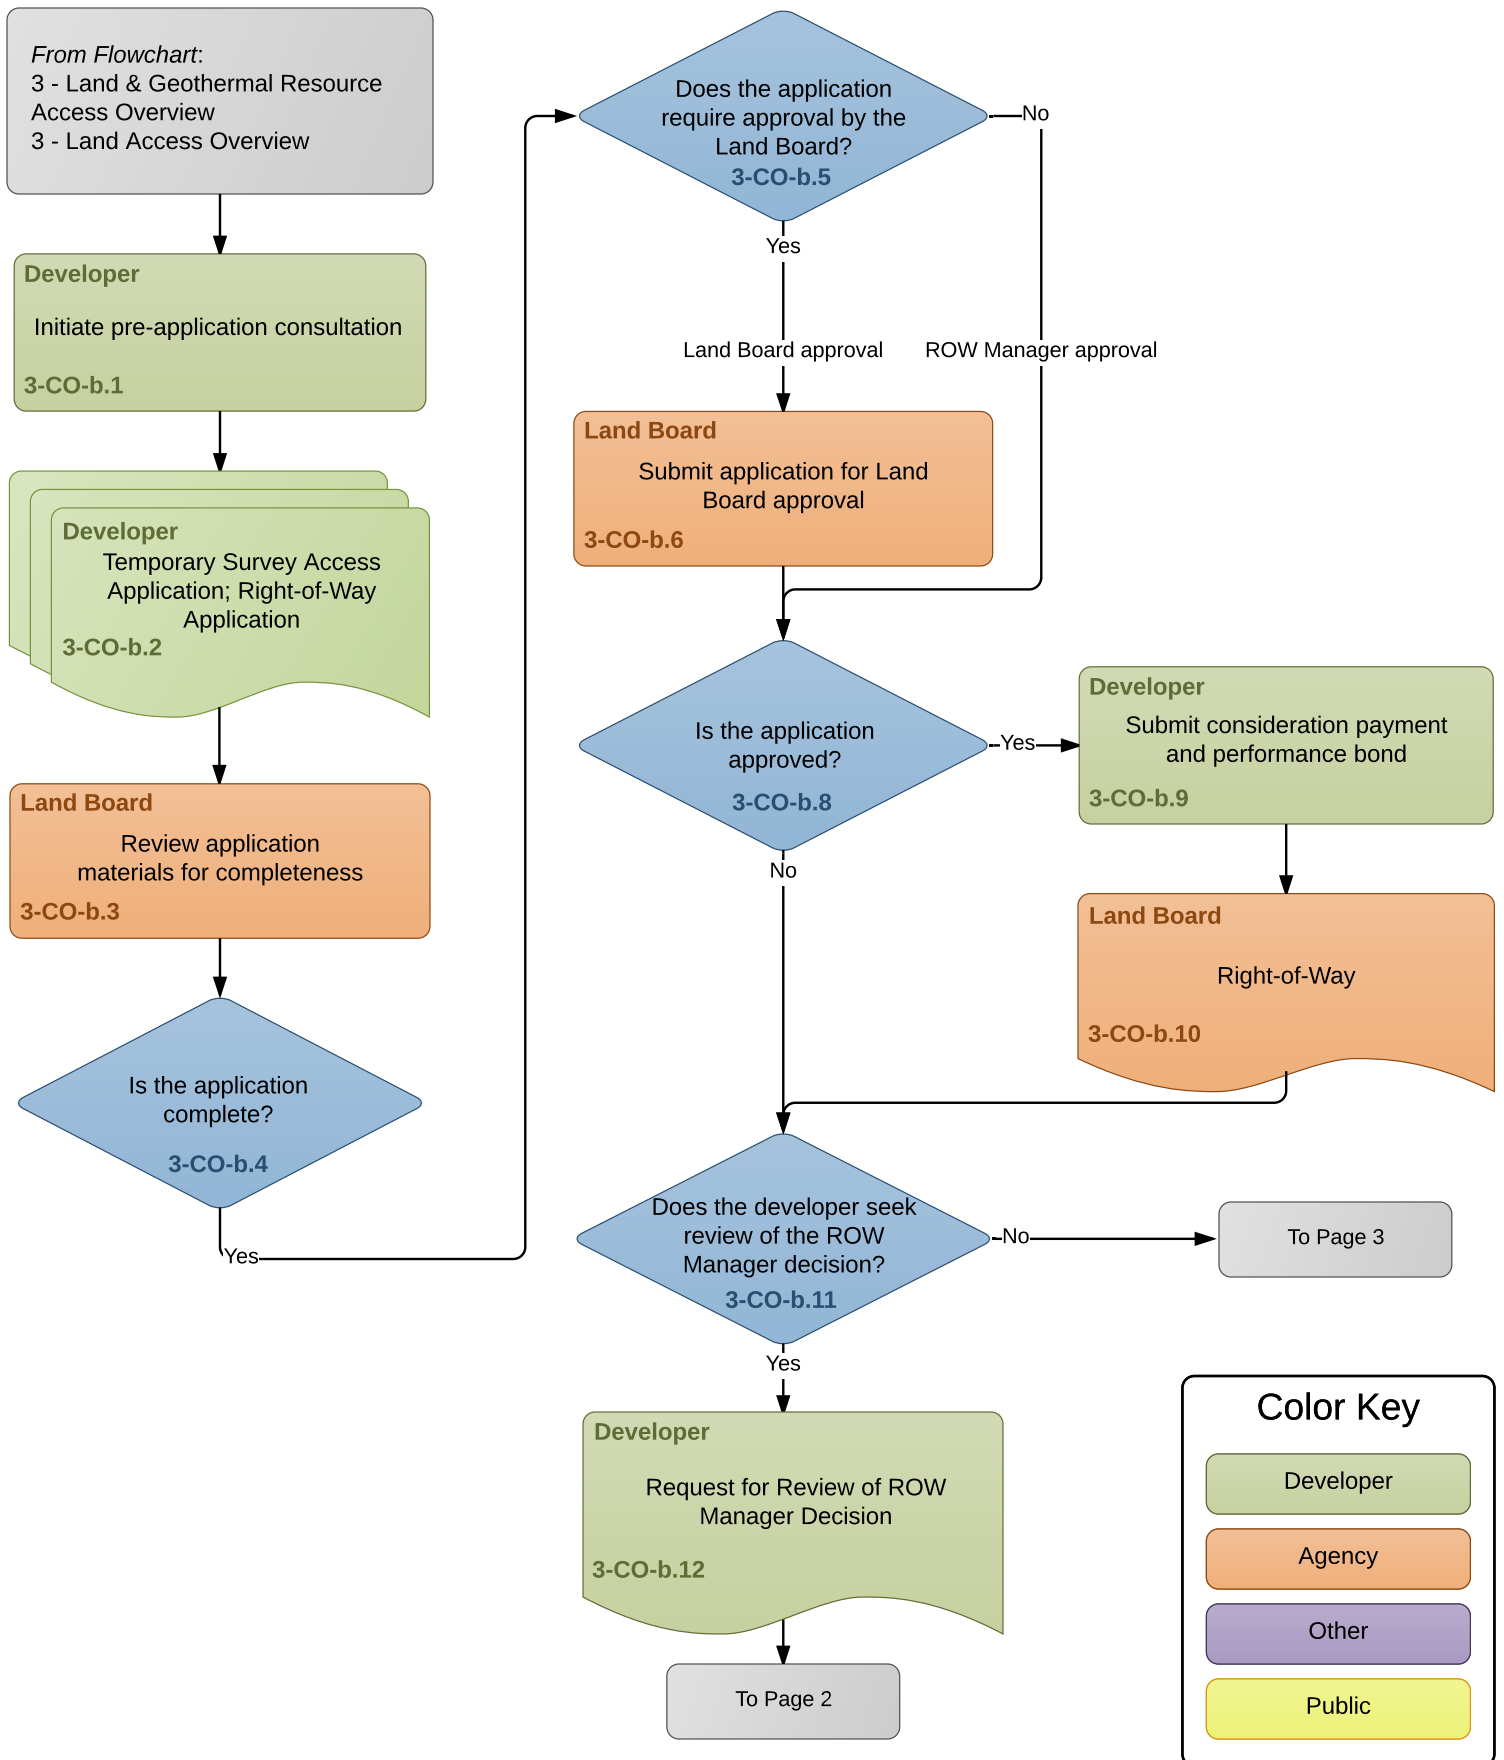 From Flowchart:
3 - Land & Geothermal Resource
Access Overview
3 - Land Access Overview
Developer
Initiate pre-application consultation
3-CO-b.1
Developer
Temporary Survey Access
Application; Right-of-Way
Application
3-CO-b.2
Land Board
Review application
materials for completeness
3-CO-b.3
Is the application
complete?
3-CO-b.4
Yes
Does the application
require approval by the
Land Board?
3-CO-b.5
No
Yes
Land Board approval
ROW Manager approval
Land Board
Submit application for Land
Board approval
3-CO-b.6
Is the application
approved?
3-CO-b.8
Yes
No
Developer
Submit consideration payment
and performance bond
3-CO-b.9
Land Board
Right-of-Way
3-CO-b.10
Does the developer seek
review of the ROW
Manager decision?
3-CO-b.11
No
To Page 3
Yes
Developer
Request for Review of ROW
Manager Decision
3-CO-b.12
To Page 2
Color Key
Developer
Agency
Other
Public